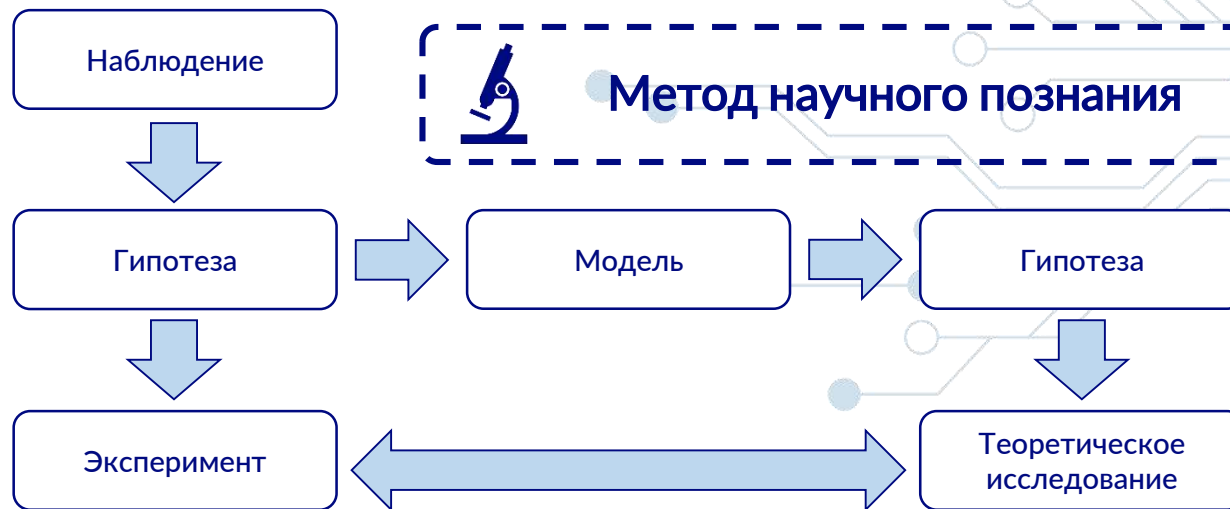 Наблюдение
Метод научного познания
Гипотеза
Модель
Гипотеза
Эксперимент
Теоретическое
исследование